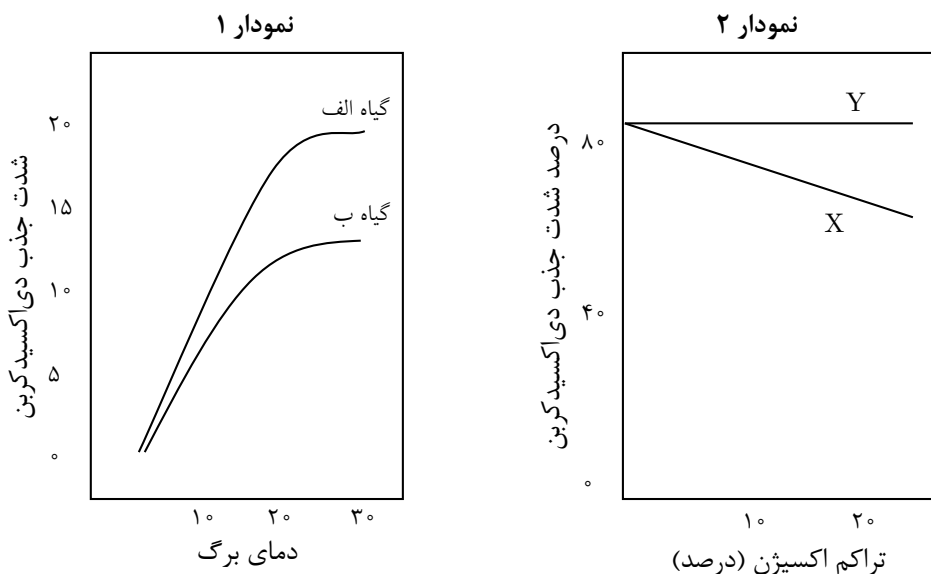 نمودار ۱
گیاه الف
گیاه ب
شدت جذب دی‌اکسیدکربن
۲۰
۱۵
۱۰
۵
۰
۱۰ ۲۰ ۳۰
دمای برگ
نمودار ۲
Y
X
درصد شدت جذب دی‌اکسیدکربن
۸۰
۴۰
۰
۱۰ ۲۰
تراکم اکسیژن (درصد)